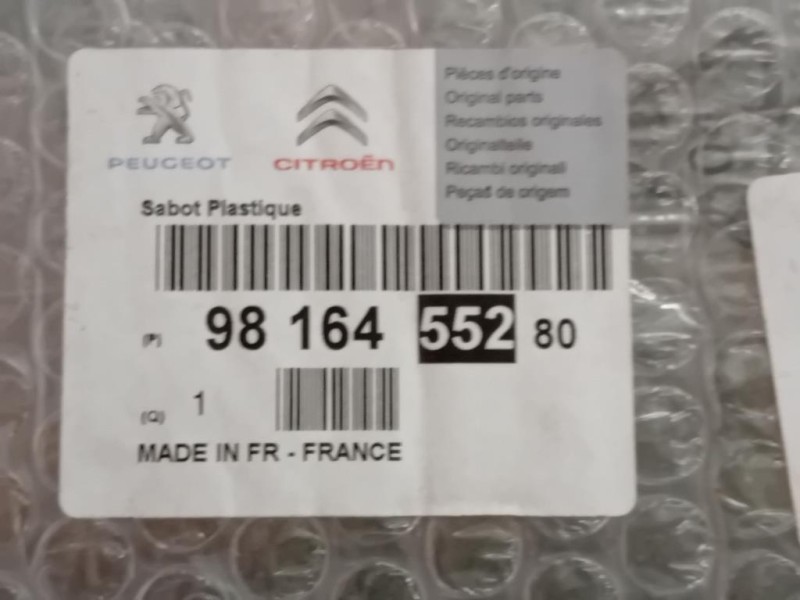 PEUGEOT
CITROËN
Pièces d'origine
Original parts
Recambios originales
Originalteile
Ricambi originali
Peças de origem
Sabot Plastique
(P) 98 164 552 80
(Q) 1
MADE IN FR - FRANCE